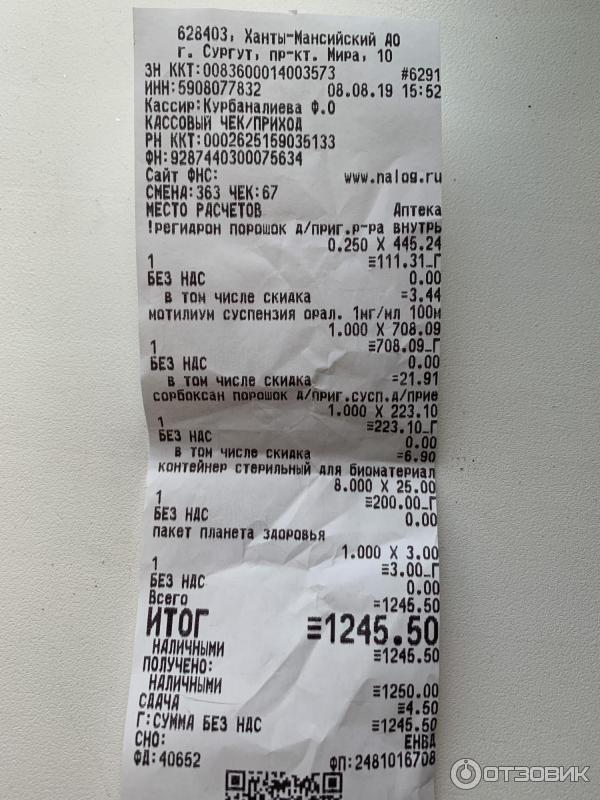 628403, Ханты-Мансийский АО
г. Сургут, пр-кт. Мира, 10
ЗН ККТ:0083600014003573 #6291
ИНН:5908077832 08.08.19 15:52
Кассир:Курбаналиева Ф.О
КАССОВЫЙ ЧЕК/ПРИХОД
РН ККТ:0002625159035133
ФН:9287440300075634
Сайт ФНС: www.nalog.ru
СМЕНА:363 ЧЕК:67
МЕСТО РАСЧЕТОВ Аптека
!регидрон порошок д/приг.р-ра внутрь
0.250 X 445.24
1 ≡111.31_Г
БЕЗ НДС 0.00
в том числе скидка =3.44
мотилиум суспензия орал. 1мг/мл 100м
1.000 X 708.09
1 ≡708.09_Г
БЕЗ НДС 0.00
в том числе скидка =21.91
сорбоксан порошок д/приг.сусп.д/прие
1.000 X 223.10
1 ≡223.10_Г
БЕЗ НДС 0.00
в том числе скидка =6.90
контейнер стерильный для биоматериал
8.000 X 25.00
1 ≡200.00_Г
БЕЗ НДС 0.00
пакет планета здоровья
1.000 X 3.00
1 ≡3.00_Г
БЕЗ НДС 0.00
Всего =1245.50
ИТОГ ≡1245.50
НАЛИЧНЫМИ ≡1245.50
ПОЛУЧЕНО:
НАЛИЧНЫМИ ≡1250.00
СДАЧА ≡4.50
Г:СУММА БЕЗ НДС ≡1245.50
СНО: ЕНВД
ФД:40652 ФП:2481016708
ОТЗОВИК